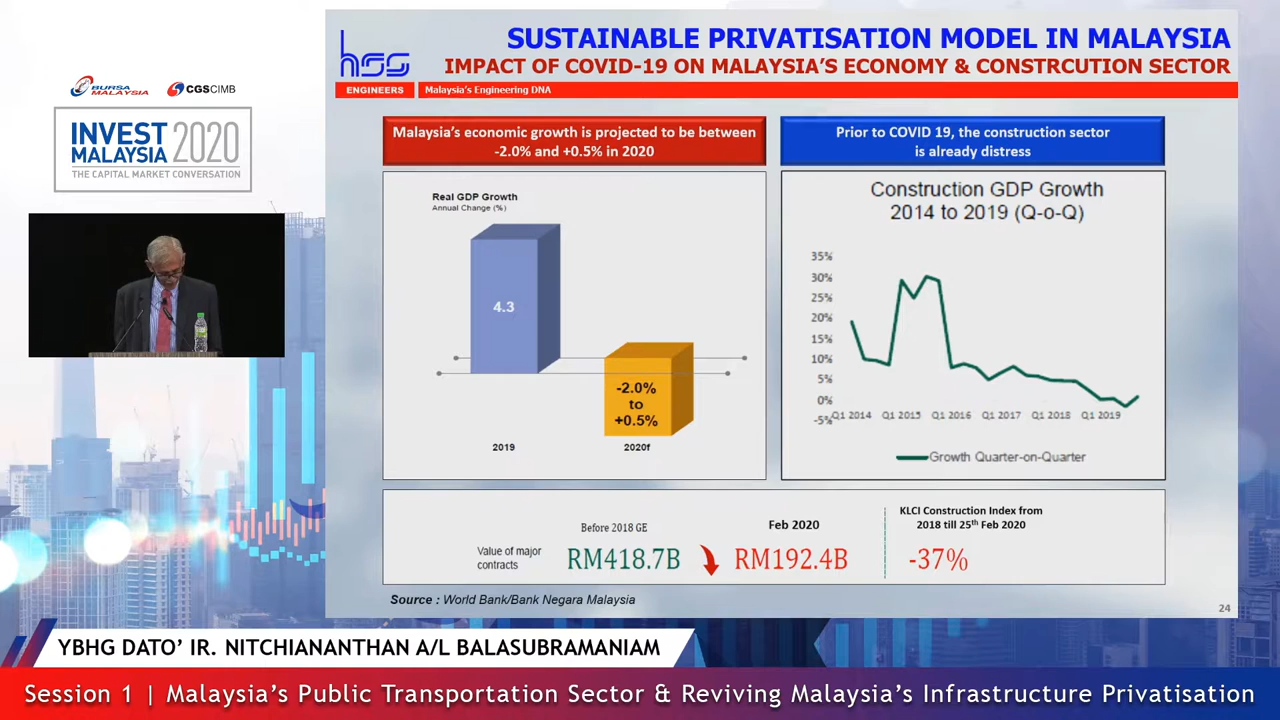 BURSA
MALAYSIA
CGS CIMB
INVEST 2020
MALAYSIA
THE CAPITAL MARKET CONVERSATION
hss
ENGINEERS
Malaysia's Engineering DNA
SUSTAINABLE PRIVATISATION MODEL IN MALAYSIA
IMPACT OF COVID-19 ON MALAYSIA'S ECONOMY & CONSTRCUTION SECTOR
Malaysia's economic growth is projected to be between
-2.0% and +0.5% in 2020
Real GDP Growth
Annual Change (%)
4.3
-2.0%
to
+0.5%
2019
2020f
Prior to COVID 19, the construction sector
is already distress
Construction GDP Growth
2014 to 2019 (Q-o-Q)
35%
30%
25%
20%
15%
10%
5%
0%
-5%
Q1 2014 Q1 2015 Q1 2016 Q1 2017 Q1 2018 Q1 2019
Growth Quarter-on-Quarter
Before 2018 GE
Feb 2020
Value of major
contracts
RM418.7B
RM192.4B
KLCI Construction Index from
2018 till 25th Feb 2020
-37%
Source : World Bank/Bank Negara Malaysia
24
YBHG DATO' IR. NITCHIANANTHAN A/L BALASUBRAMANIAM
Session 1 | Malaysia's Public Transportation Sector & Reviving Malaysia's Infrastructure Privatisation